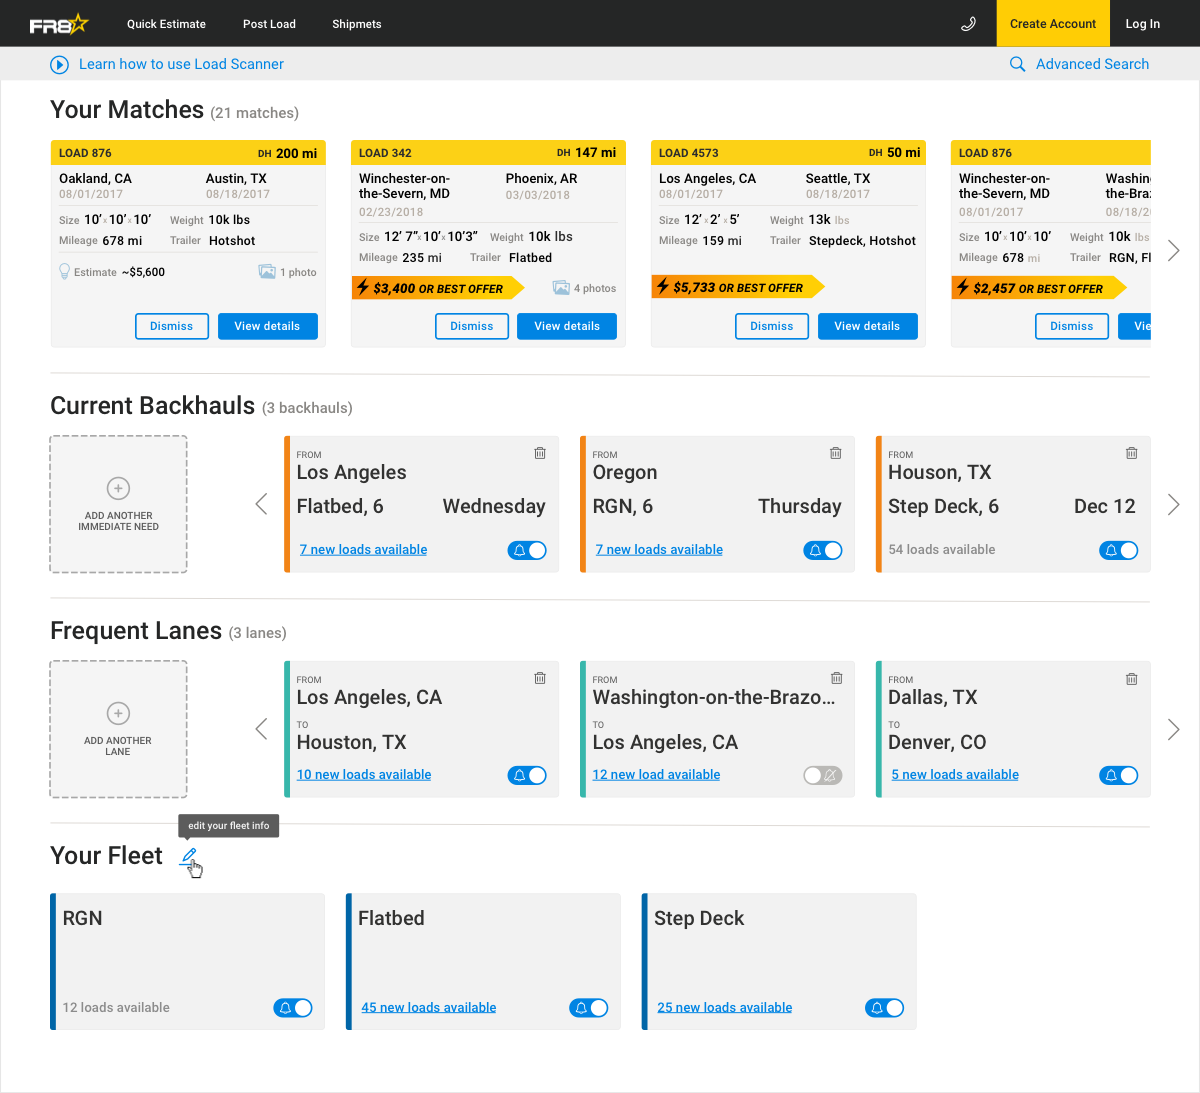 FR8
Quick Estimate
Post Load
Shipmets
Create Account
Log In
Learn how to use Load Scanner
Advanced Search
Your Matches (21 matches)
LOAD 876 DH 200 mi
Oakland, CA Austin, TX
08/01/2017 08/18/2017
Size 10’ x 10’ x 10’ Weight 10k lbs
Mileage 678 mi Trailer Hotshot
Estimate ~$5,600 1 photo
Dismiss View details
LOAD 342 DH 147 mi
Winchester-on- Phoenix, AR
the-Severn, MD 03/03/2018
02/23/2018
Size 12’ 7” x 10’ x 10’3” Weight 10k lbs
Mileage 235 mi Trailer Flatbed
$3,400 OR BEST OFFER 4 photos
Dismiss View details
LOAD 4573 DH 50 mi
Los Angeles, CA Seattle, TX
08/01/2017 08/18/2017
Size 12’ x 2’ x 5’ Weight 13k lbs
Mileage 159 mi Trailer Stepdeck, Hotshot
$5,733 OR BEST OFFER
Dismiss View details
LOAD 876
Winchester-on- Washin
the-Severn, MD the-Bra
08/01/2017 08/18/2
Size 10’ x 10’ x 10’ Weight 10k lbs
Mileage 678 mi Trailer RGN, Fl
$2,457 OR BEST OFFER
Dismiss Vie
Current Backhauls (3 backhauls)
ADD ANOTHER
IMMEDIATE NEED
FROM
Los Angeles
Flatbed, 6 Wednesday
7 new loads available
FROM
Oregon
RGN, 6 Thursday
7 new loads available
FROM
Houson, TX
Step Deck, 6 Dec 12
54 loads available
Frequent Lanes (3 lanes)
ADD ANOTHER
LANE
FROM
Los Angeles, CA
TO
Houston, TX
10 new loads available
FROM
Washington-on-the-Brazo...
TO
Los Angeles, CA
12 new load available
FROM
Dallas, TX
TO
Denver, CO
5 new loads available
edit your fleet info
Your Fleet
RGN
12 loads available
Flatbed
45 new loads available
Step Deck
25 new loads available